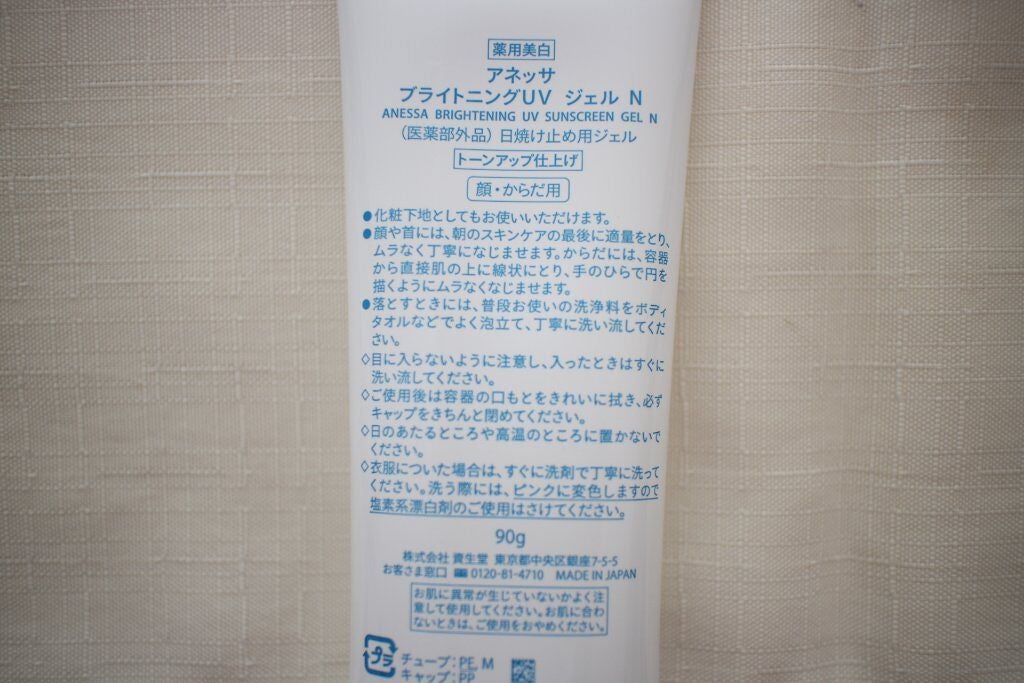 薬用美白
アネッサ
ブライトニングUV ジェル N
ANESSA BRIGHTENING UV SUNSCREEN GEL N
（医薬部外品）日焼け止め用ジェル
トーンアップ仕上げ
顔・からだ用
●化粧下地としてもお使いいただけます。
●顔や首には、朝のスキンケアの最後に適量をとり、
ムラなく丁寧になじませます。からだには、容器
から直接肌の上に線状にとり、手のひらで円を
描くようにムラなくなじませます。
●落とすときには、普段お使いの洗浄料をボディ
タオルなどでよく泡立て、丁寧に洗い流してくだ
さい。
◇目に入らないように注意し、入ったときはすぐに
洗い流してください。
◇ご使用後は容器の口もとをきれいに拭き、必ず
キャップをきちんと閉めてください。
◇日のあたるところや高温のところに置かないで
ください。
◇衣服についた場合は、すぐに洗剤で丁寧に洗って
ください。洗う際には、ピンクに変色しますので
塩素系漂白剤のご使用はさけてください。
90g
株式会社 資生堂 東京都中央区銀座7-5-5
お客さま窓口 0120-81-4710 MADE IN JAPAN
お肌に異常が生じていないかよく注
意して使用してください。お肌に合わ
ないときは、ご使用をおやめください。
プラ チューブ：PE, M
キャップ：PP